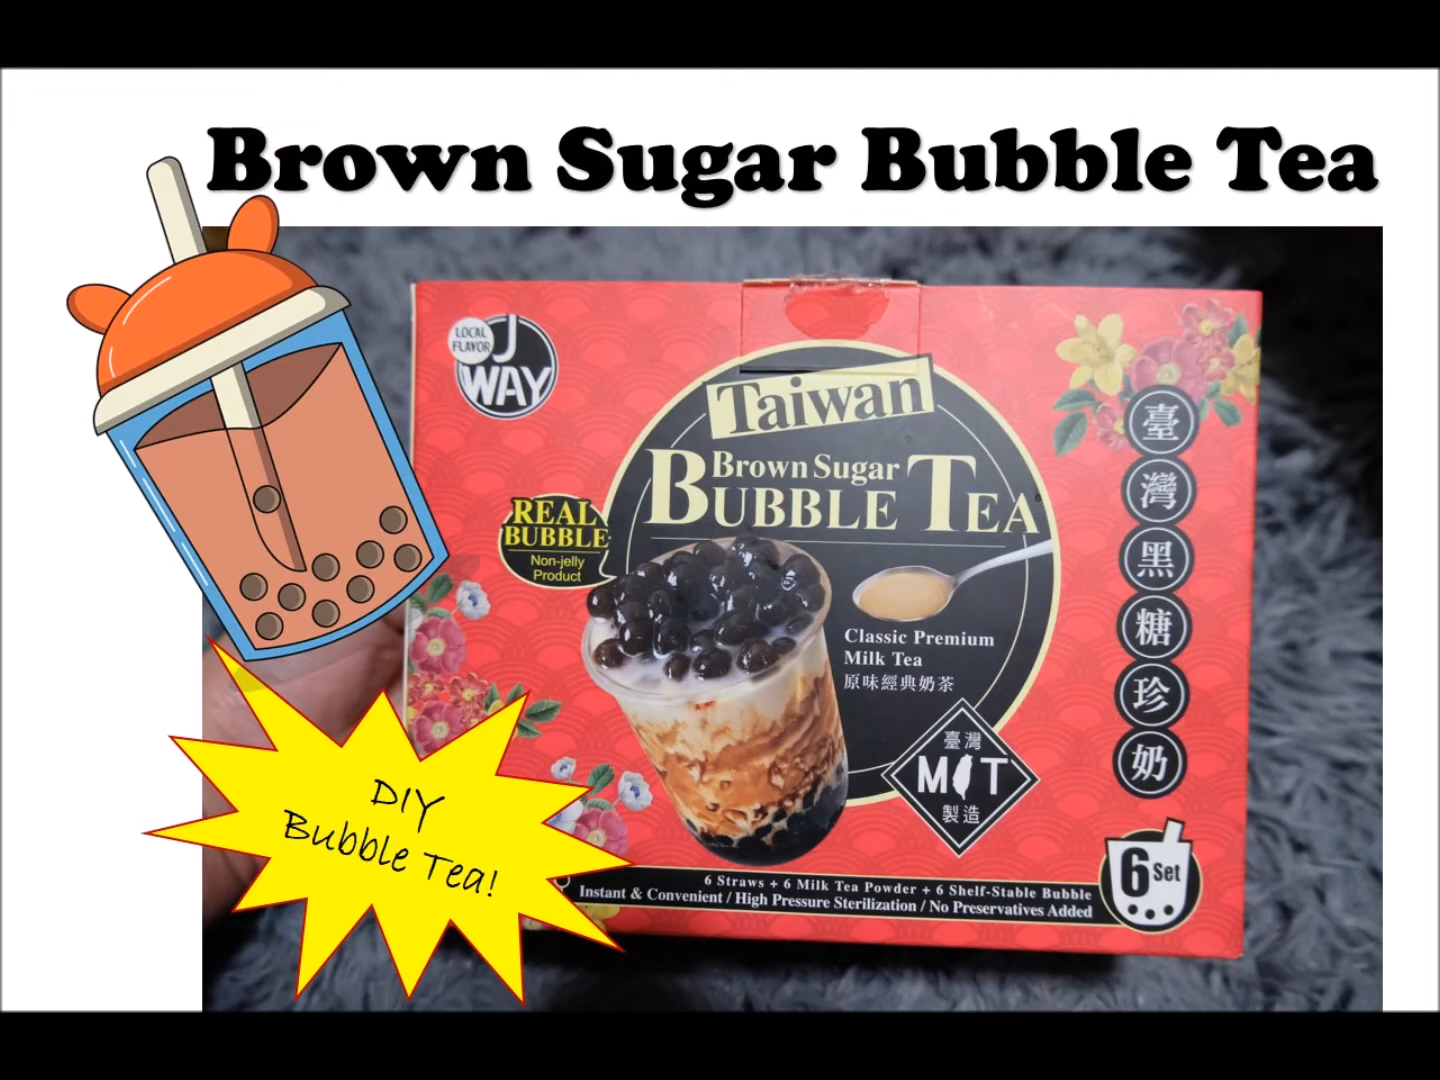 Brown Sugar Bubble Tea
LOCAL
FLAVOR
J
WAY
Taiwan
Brown Sugar
BUBBLE TEA
REAL
BUBBLE
Non-jelly
Product
Classic Premium
Milk Tea
原味經典奶茶
臺灣黑糖珍奶
臺灣
MIT
製造
6 Set
6 Straws + 6 Milk Tea Powder + 6 Shelf-Stable Bubble
Instant & Convenient / High Pressure Sterilization / No Preservatives Added
DIY
Bubble Tea!